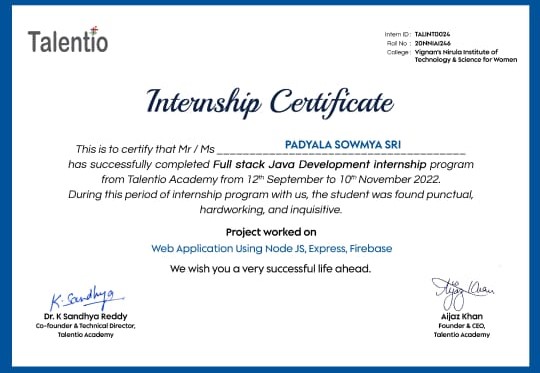 Talentio
Intern ID : TALINTD024
Roll No : 20NN1A1246
College : Vignan's Nirula Institute of
Technology & Science for Women
Internship Certificate
This is to certify that Mr / Ms PADYALA SOWMYA SRI
has successfully completed Full stack Java Development internship program
from Talentio Academy from 12th September to 10th November 2022.
During this period of internship program with us, the student was found punctual,
hardworking, and inquisitive.
Project worked on
Web Application Using Node JS, Express, Firebase
We wish you a very successful life ahead.
K. Sandhya
Aijaz Khan
Dr. K Sandhya Reddy
Co-founder & Technical Director,
Talentio Academy
Aijaz Khan
Founder & CEO,
Talentio Academy